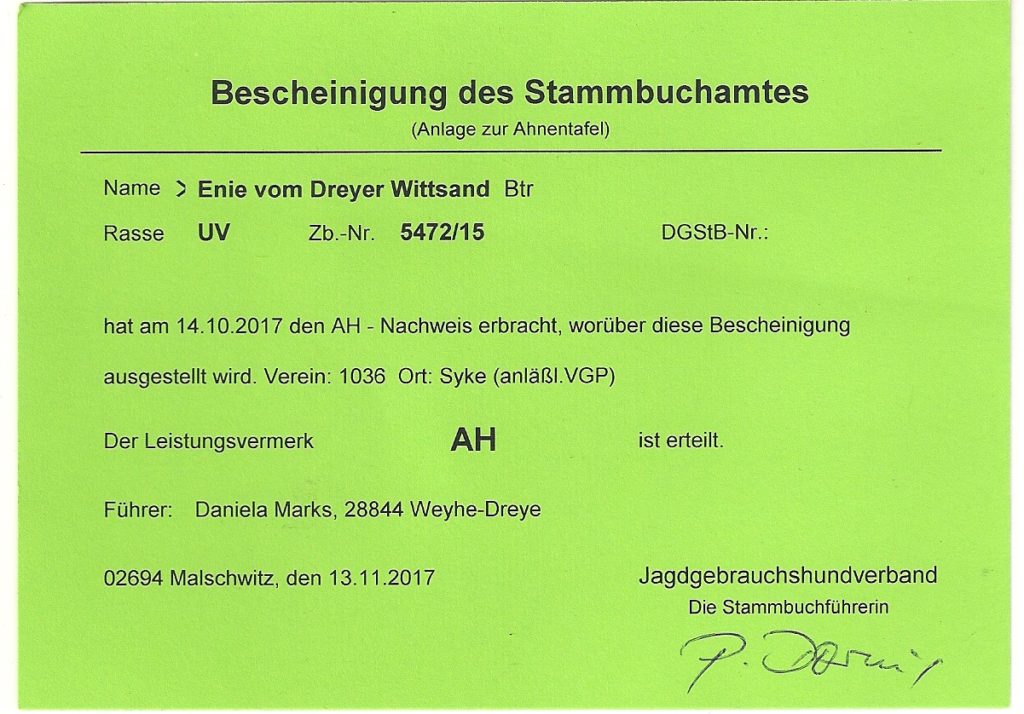 Bescheinigung des Stammbuchamtes
(Anlage zur Ahnentafel)
Name > Enie vom Dreyer Wittsand Btr
Rasse UV Zb.-Nr. 5472/15 DGStB-Nr.:
hat am 14.10.2017 den AH - Nachweis erbracht, worüber diese Bescheinigung
ausgestellt wird. Verein: 1036 Ort: Syke (anläßl.VGP)
Der Leistungsvermerk AH ist erteilt.
Führer: Daniela Marks, 28844 Weyhe-Dreye
02694 Malschwitz, den 13.11.2017 Jagdgebrauchshundverband
Die Stammbuchführerin
P.